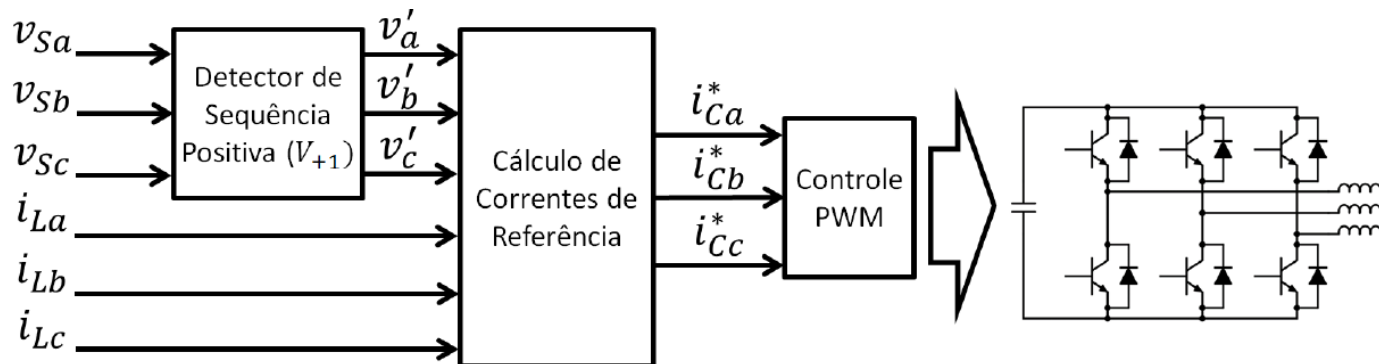 v_Sa
v_Sb
v_Sc
i_La
i_Lb
i_Lc
Detector de
Sequência
Positiva (V_+1)
v'_a
v'_b
v'_c
Cálculo de
Correntes de
Referência
i*_Ca
i*_Cb
i*_Cc
Controle
PWM